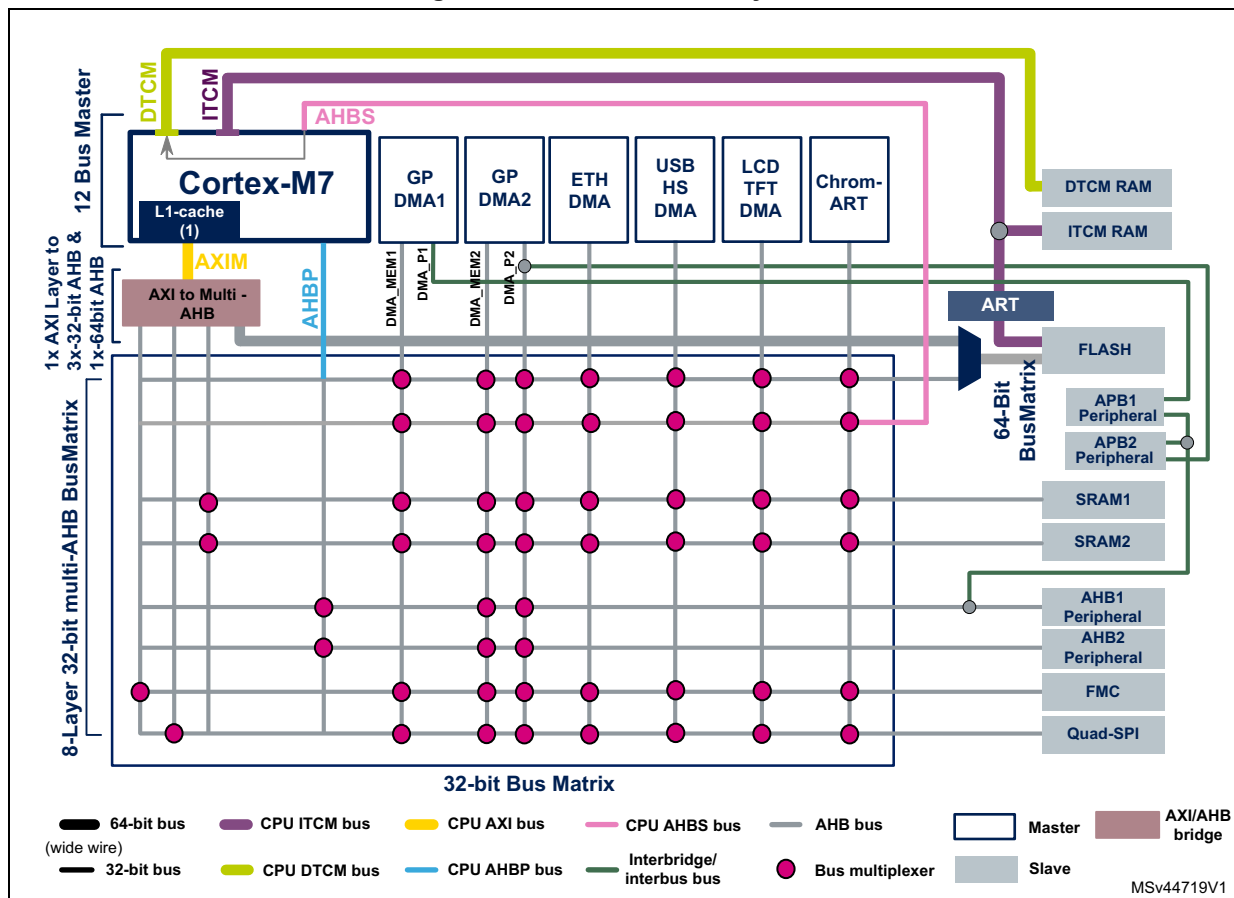 DTCM
ITCM
AHBS
12 Bus Master
Cortex-M7
L1-cache
(1)
GP
DMA1
GP
DMA2
ETH
DMA
USB
HS
DMA
LCD
TFT
DMA
Chrom-
ART
DTCM RAM
ITCM RAM
AXIM
AHBP
DMA_MEM1
DMA_P1
DMA_MEM2
DMA_P2
1x AXI Layer to
3x-32-bit AHB &
1x-64bit AHB
AXI to Multi -
AHB
ART
FLASH
64-Bit
BusMatrix
APB1
Peripheral
APB2
Peripheral
8-Layer 32-bit multi-AHB BusMatrix
SRAM1
SRAM2
AHB1
Peripheral
AHB2
Peripheral
FMC
Quad-SPI
32-bit Bus Matrix
64-bit bus
(wide wire)
32-bit bus
CPU ITCM bus
CPU DTCM bus
CPU AXI bus
CPU AHBP bus
CPU AHBS bus
Interbridge/
interbus bus
AHB bus
Bus multiplexer
Master
Slave
AXI/AHB
bridge
MSv44719V1